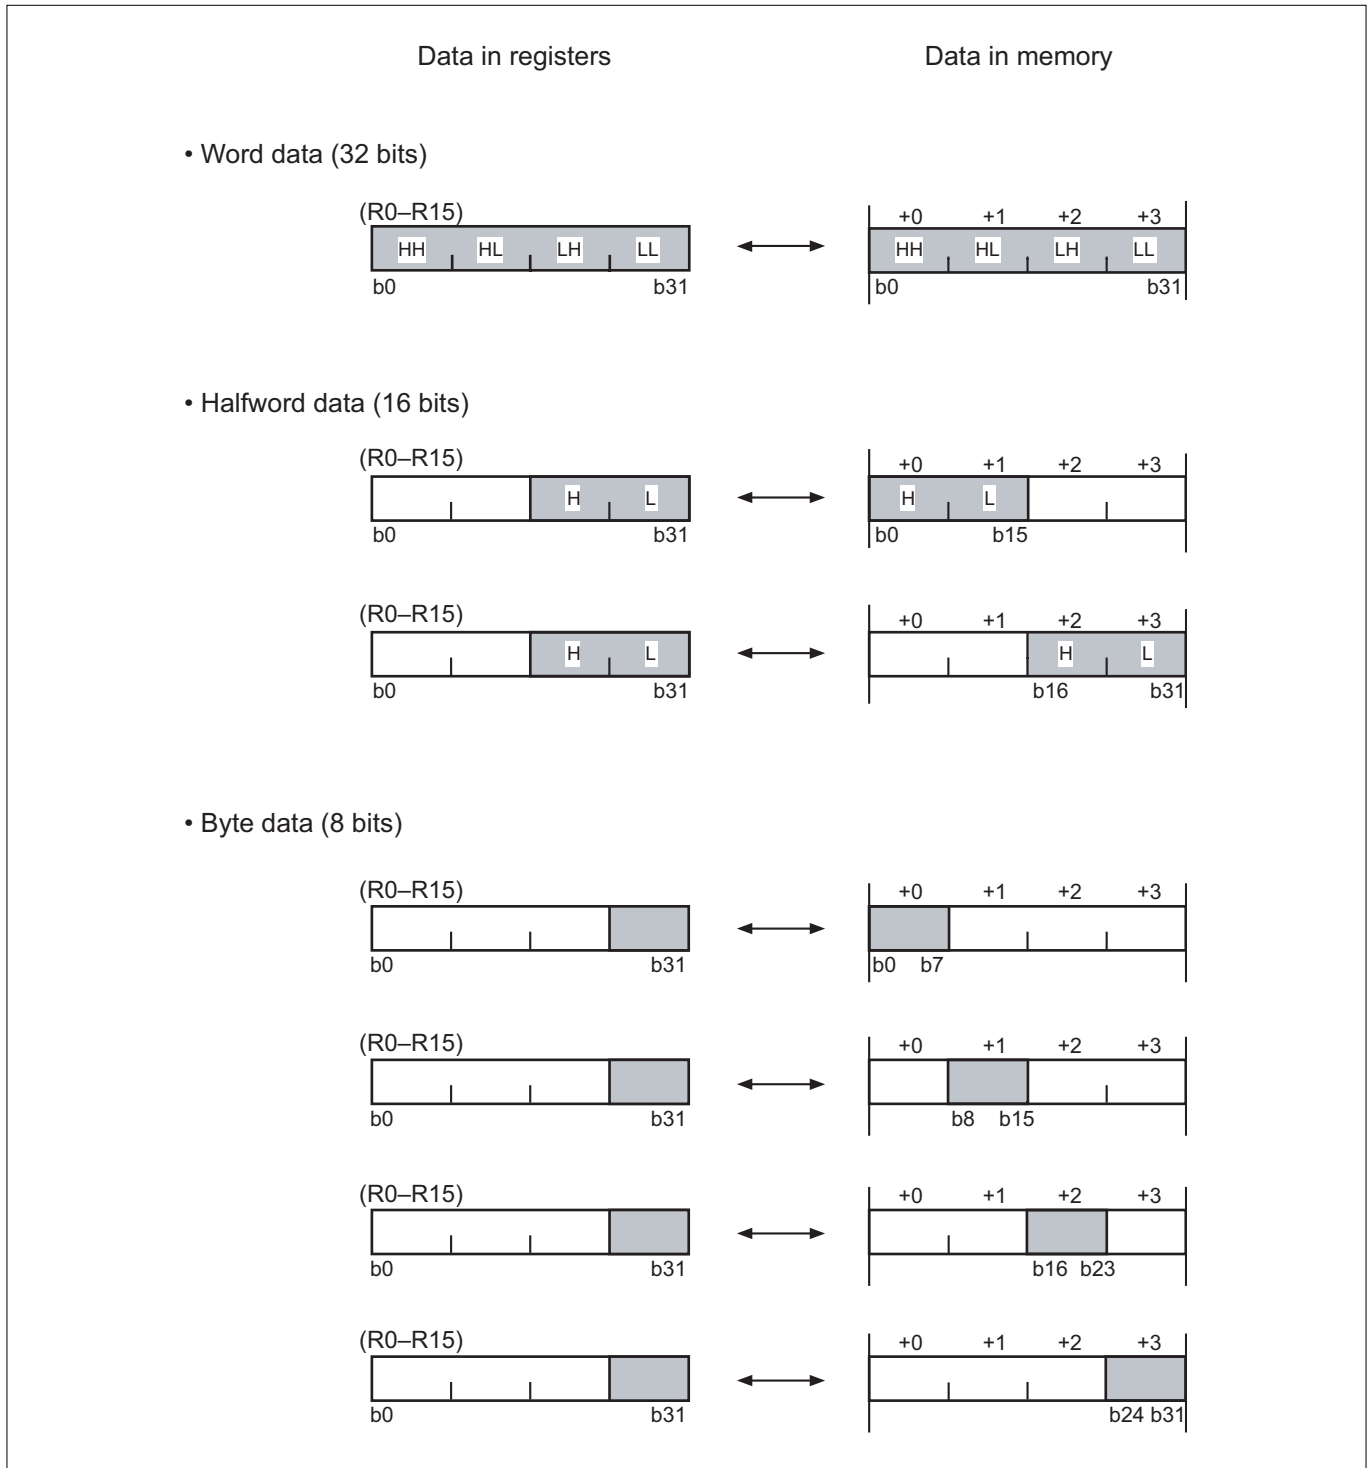 Data in registers Data in memory
• Word data (32 bits)
(R0–R15) +0 +1 +2 +3
HH HL LH LL HH HL LH LL
b0 b31 b0 b31
• Halfword data (16 bits)
(R0–R15) +0 +1 +2 +3
H L H L
b0 b31 b0 b15
(R0–R15) +0 +1 +2 +3
H L H L
b0 b31 b16 b31
• Byte data (8 bits)
(R0–R15) +0 +1 +2 +3
b0 b31 b0 b7
(R0–R15) +0 +1 +2 +3
b0 b31 b8 b15
(R0–R15) +0 +1 +2 +3
b0 b31 b16 b23
(R0–R15) +0 +1 +2 +3
b0 b31 b24 b31